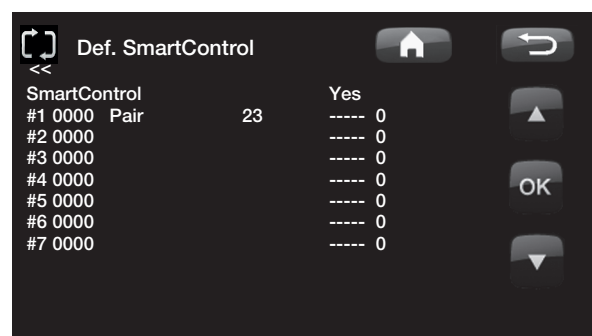 Def. SmartControl
<<
SmartControl Yes
#1 0000 Pair 23 ----- 0
#2 0000 ----- 0
#3 0000 ----- 0
#4 0000 ----- 0
#5 0000 ----- 0
#6 0000 ----- 0
#7 0000 ----- 0
OK